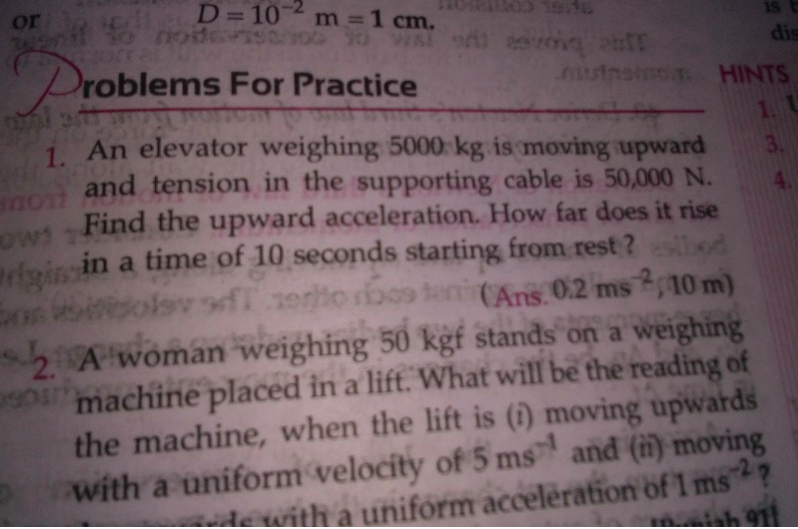 or D = 10⁻² m = 1 cm.
Problems For Practice
HINTS
1. An elevator weighing 5000 kg is moving upward
and tension in the supporting cable is 50,000 N.
Find the upward acceleration. How far does it rise
in a time of 10 seconds starting from rest ?
(Ans. 0.2 ms⁻², 10 m)
2. A woman weighing 50 kgf stands on a weighing
machine placed in a lift. What will be the reading of
the machine, when the lift is (i) moving upwards
with a uniform velocity of 5 ms⁻¹ and (ii) moving
with a uniform acceleration of 1 ms⁻² ?
1.
3.
4.